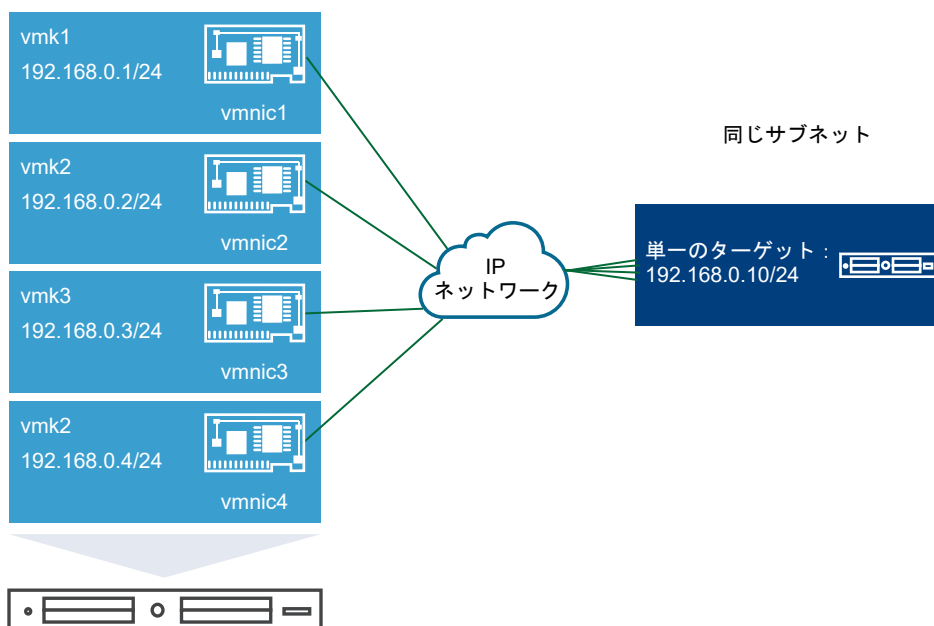 vmk1
192.168.0.1/24
vmnic1
vmk2
192.168.0.2/24
vmnic2
vmk3
192.168.0.3/24
vmnic3
vmk2
192.168.0.4/24
vmnic4
IP
ネットワーク
同じサブネット
単一のターゲット：
192.168.0.10/24